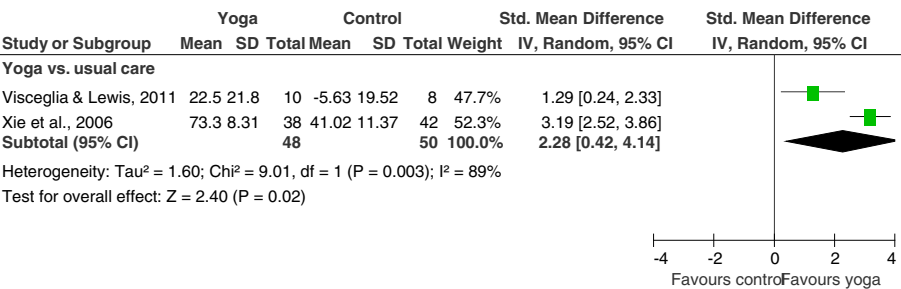 Yoga Control Std. Mean Difference Std. Mean Difference
Study or Subgroup Mean SD Total Mean SD Total Weight IV, Random, 95% CI IV, Random, 95% CI
Yoga vs. usual care
Visceglia & Lewis, 2011 22.5 21.8 10 -5.63 19.52 8 47.7% 1.29 [0.24, 2.33]
Xie et al., 2006 73.3 8.31 38 41.02 11.37 42 52.3% 3.19 [2.52, 3.86]
Subtotal (95% CI) 48 50 100.0% 2.28 [0.42, 4.14]
Heterogeneity: Tau² = 1.60; Chi² = 9.01, df = 1 (P = 0.003); I² = 89%
Test for overall effect: Z = 2.40 (P = 0.02)
-4 -2 0 2 4
Favours control Favours yoga